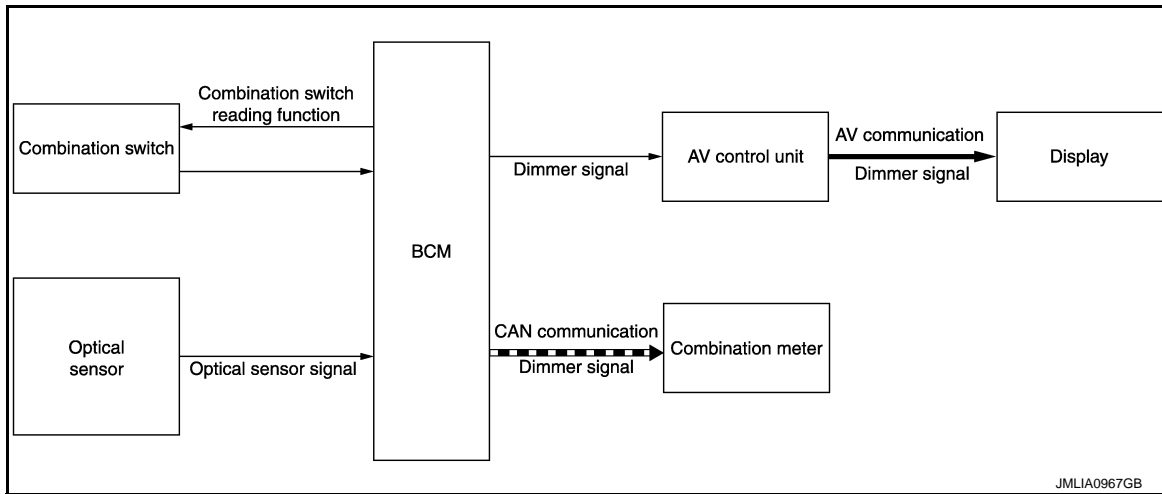 Combination switch
reading function
Combination switch
BCM
Dimmer signal
AV control unit
AV communication
Dimmer signal
Display
Optical
sensor
Optical sensor signal
CAN communication
Dimmer signal
Combination meter
JMLIA0967GB